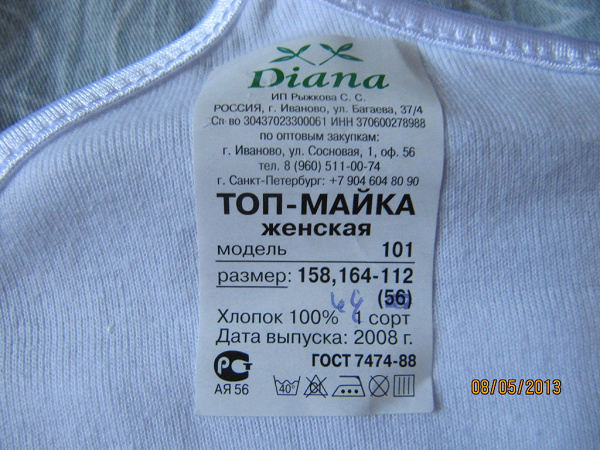 Diana
ИП Рыжкова С. С.
РОССИЯ, г. Иваново, ул. Багаева, 37/4
Св-во 3043702330061 ИНН 370600278988
по оптовым закупкам:
г. Иваново, ул. Сосновая, 1, оф. 56
тел. 8 (960) 511-00-74
г. Санкт-Петербург: +7 904 604 80 90
ТОП-МАЙКА
женская
модель 101
размер: 158,164-112
(56)
Хлопок 100% 1 сорт
Дата выпуска: 2008 г.
ГОСТ 7474-88
РСТ
АЯ 56
40°
08/05/2013